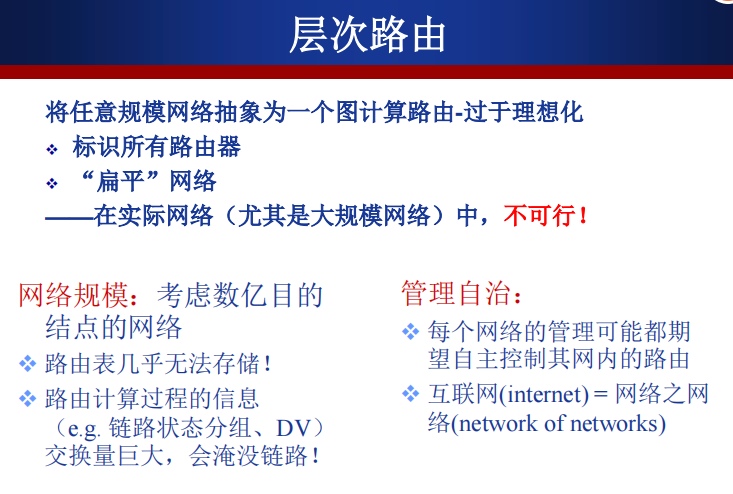 层次路由
将任意规模网络抽象为一个图计算路由-过于理想化
❖ 标识所有路由器
❖ “扁平”网络
——在实际网络（尤其是大规模网络）中，不可行！
网络规模：考虑数亿目的
结点的网络
❖ 路由表几乎无法存储！
❖ 路由计算过程的信息
（e.g. 链路状态分组、DV）
交换量巨大，会淹没链路！
管理自治：
❖ 每个网络的管理可能都期
望自主控制其网内的路由
❖ 互联网(internet) = 网络之网
络(network of networks)